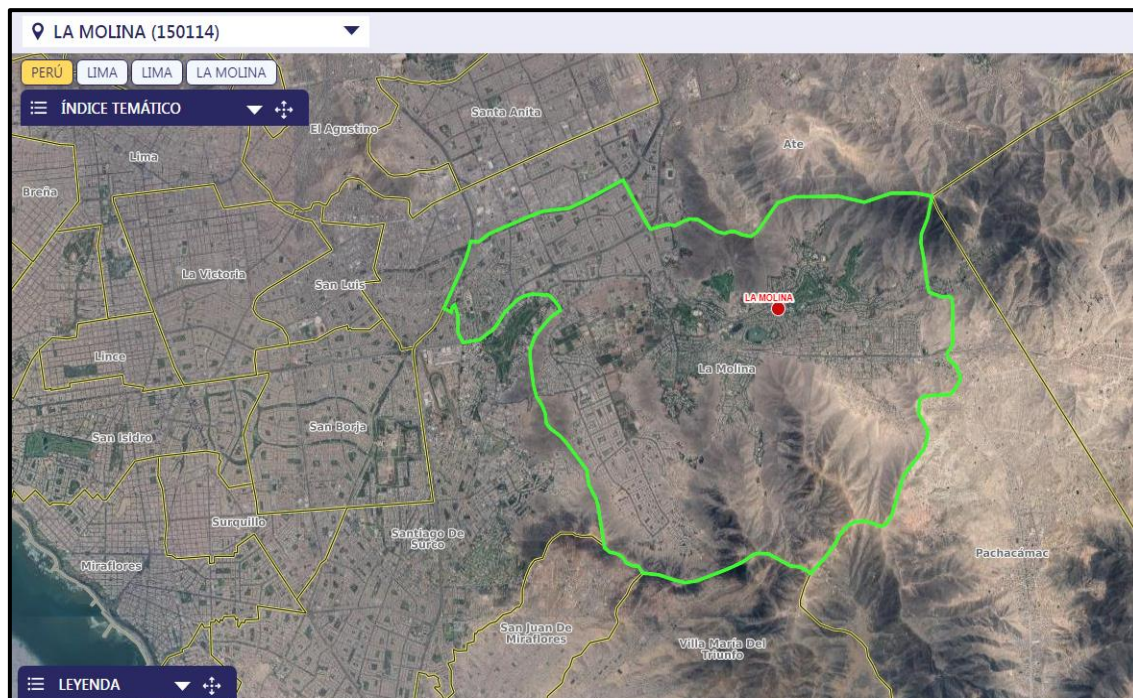 LA MOLINA (150114)
PERÚ
LIMA
LIMA
LA MOLINA
ÍNDICE TEMÁTICO
Santa Anita
El Agustino
Ate
Lima
Breña
La Victoria
San Luis
LA MOLINA
Lince
La Molina
San Borja
San Isidro
Surquillo
Santiago De
Surco
Pachacámac
Miraflores
San Juan De
Miraflores
Villa María Del
Triunfo
LEYENDA